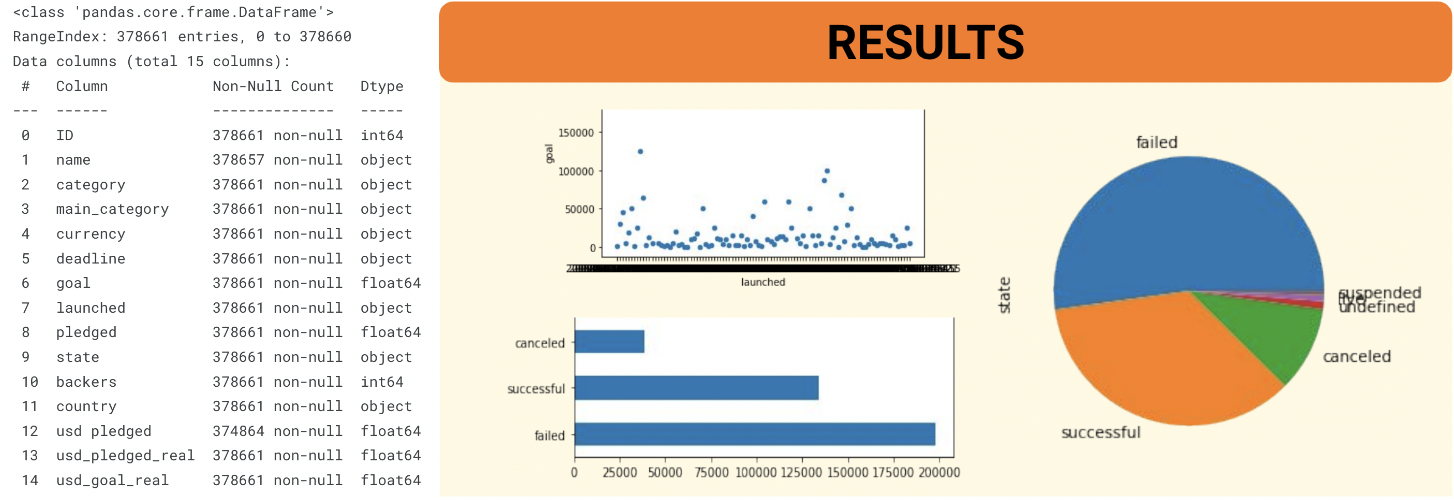 <class 'pandas.core.frame.DataFrame'>
RangeIndex: 378661 entries, 0 to 378660
Data columns (total 15 columns):
# Column Non-Null Count Dtype
--- ------ -------------- -----
0 ID 378661 non-null int64
1 name 378657 non-null object
2 category 378661 non-null object
3 main_category 378661 non-null object
4 currency 378661 non-null object
5 deadline 378661 non-null object
6 goal 378661 non-null float64
7 launched 378661 non-null object
8 pledged 378661 non-null float64
9 state 378661 non-null object
10 backers 378661 non-null int64
11 country 378661 non-null object
12 usd pledged 374864 non-null float64
13 usd_pledged_real 378661 non-null float64
14 usd_goal_real 378661 non-null float64
RESULTS
150000
100000
50000
0
goal
launched
canceled
successful
failed
0 25000 50000 75000 100000 125000 150000 175000 200000
failed
state
suspended
live
undefined
canceled
successful